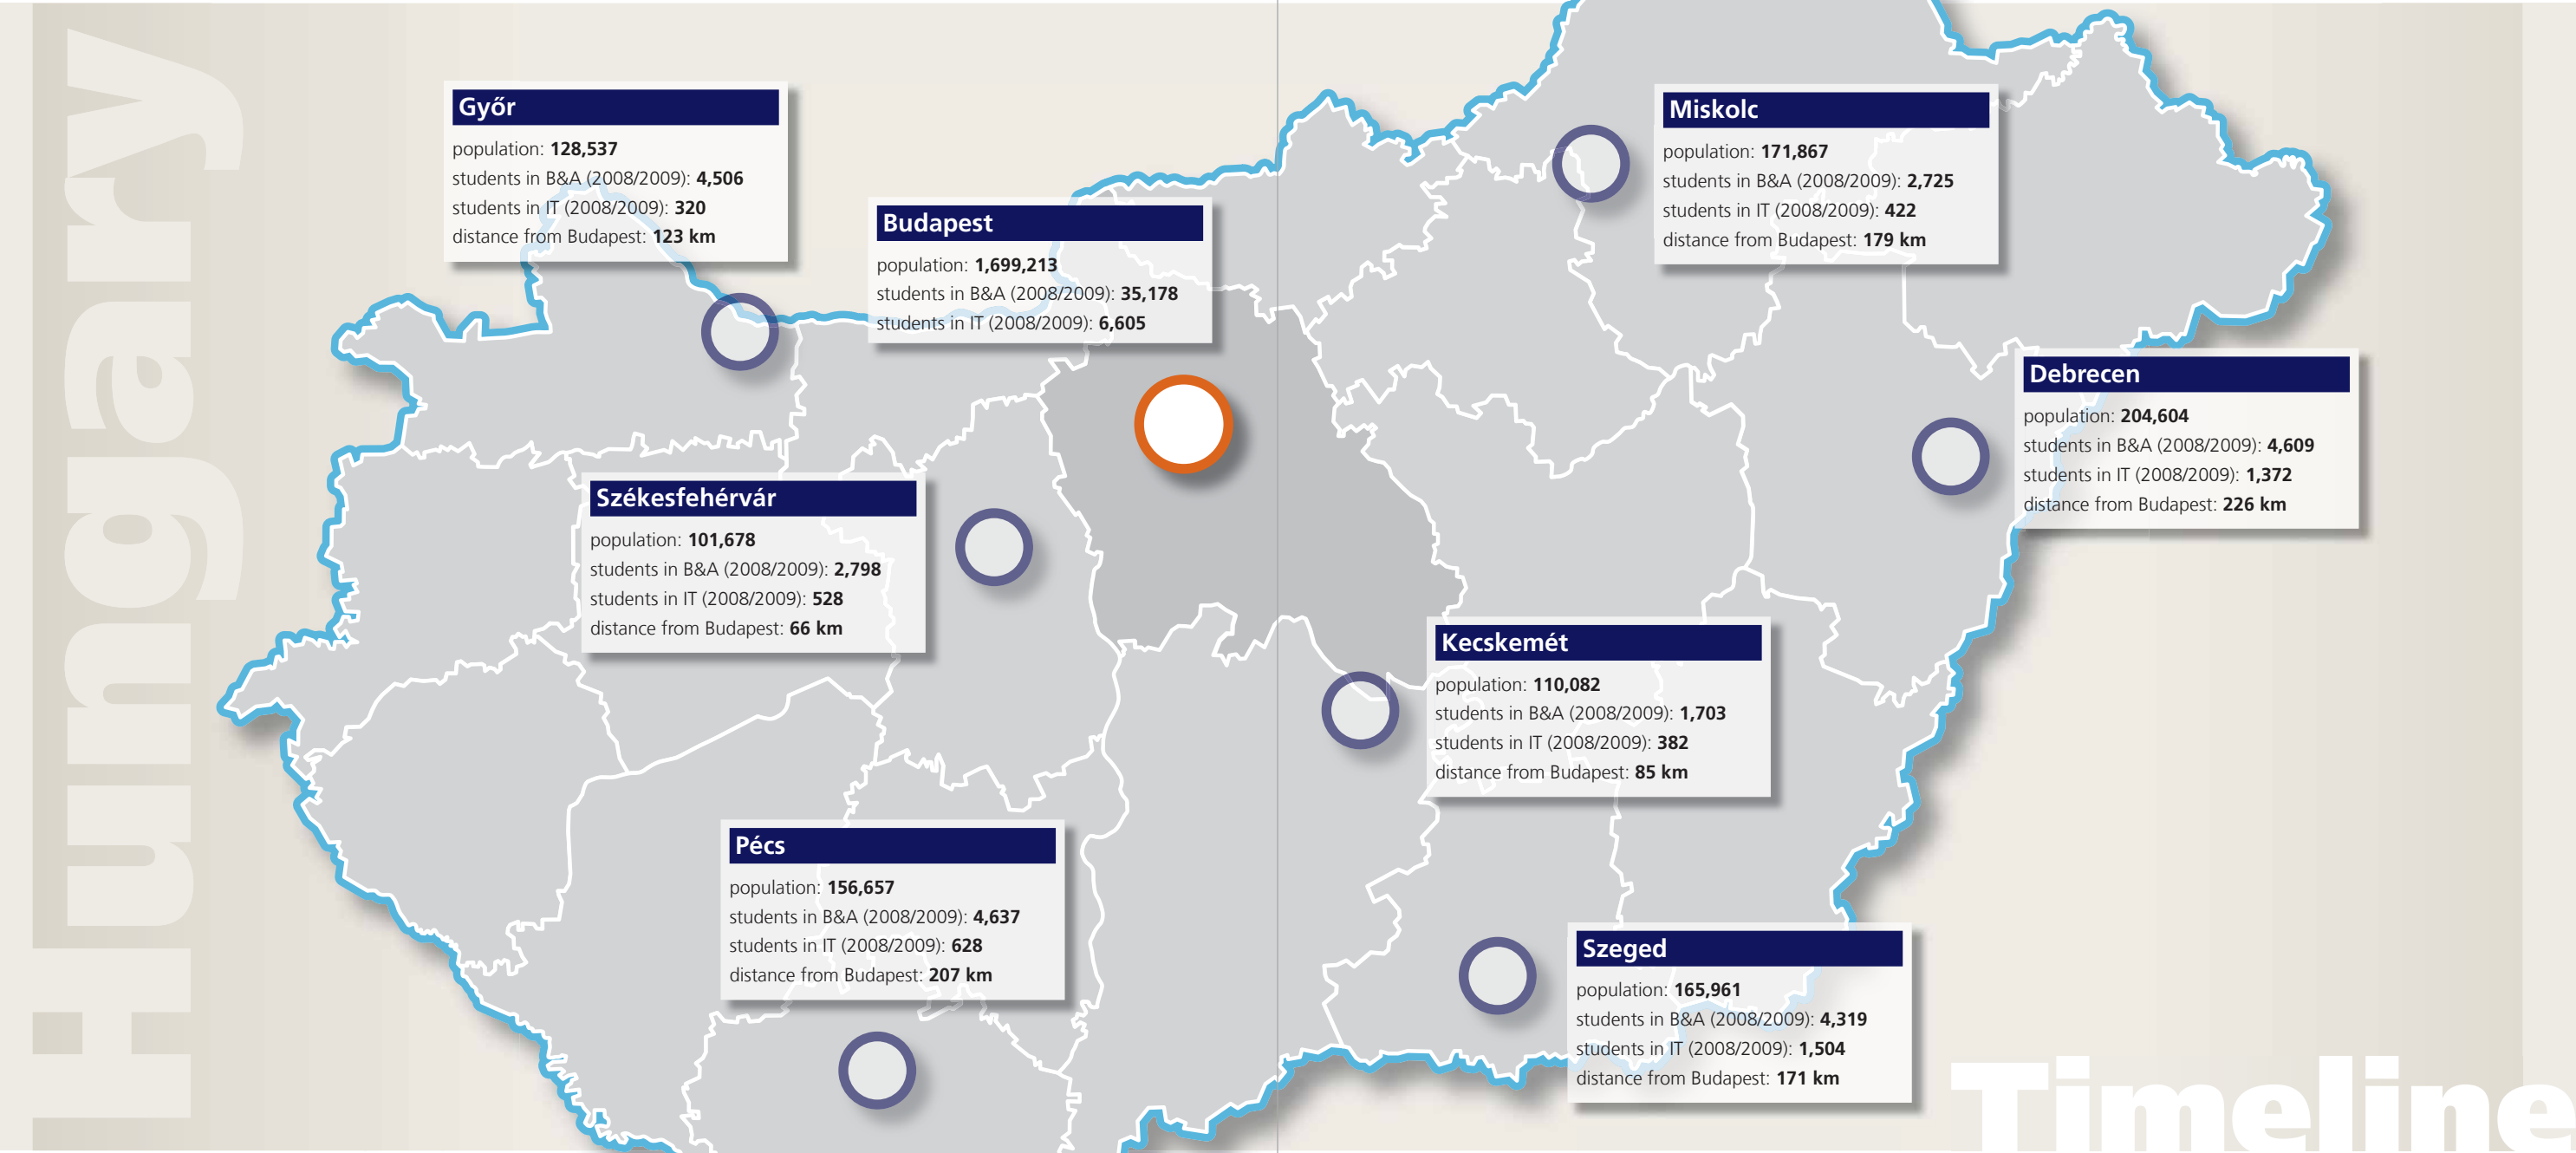 Hungary
Győr
population: 128,537
students in B&A (2008/2009): 4,506
students in IT (2008/2009): 320
distance from Budapest: 123 km
Budapest
population: 1,699,213
students in B&A (2008/2009): 35,178
students in IT (2008/2009): 6,605
Miskolc
population: 171,867
students in B&A (2008/2009): 2,725
students in IT (2008/2009): 422
distance from Budapest: 179 km
Debrecen
population: 204,604
students in B&A (2008/2009): 4,609
students in IT (2008/2009): 1,372
distance from Budapest: 226 km
Székesfehérvár
population: 101,678
students in B&A (2008/2009): 2,798
students in IT (2008/2009): 528
distance from Budapest: 66 km
Kecskemét
population: 110,082
students in B&A (2008/2009): 1,703
students in IT (2008/2009): 382
distance from Budapest: 85 km
Pécs
population: 156,657
students in B&A (2008/2009): 4,637
students in IT (2008/2009): 628
distance from Budapest: 207 km
Szeged
population: 165,961
students in B&A (2008/2009): 4,319
students in IT (2008/2009): 1,504
distance from Budapest: 171 km
Timeline